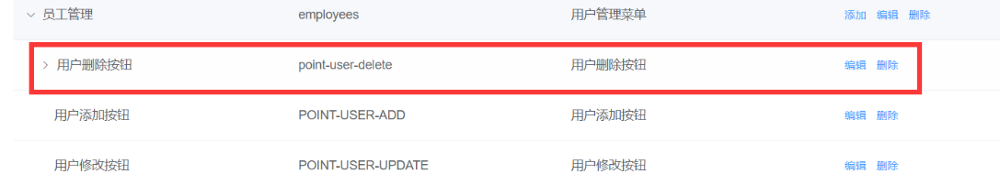 员工管理 employees 用户管理菜单 添加 编辑 删除
用户删除按钮 point-user-delete 用户删除按钮 编辑 删除
用户添加按钮 POINT-USER-ADD 用户添加按钮 编辑 删除
用户修改按钮 POINT-USER-UPDATE 用户修改按钮 编辑 删除